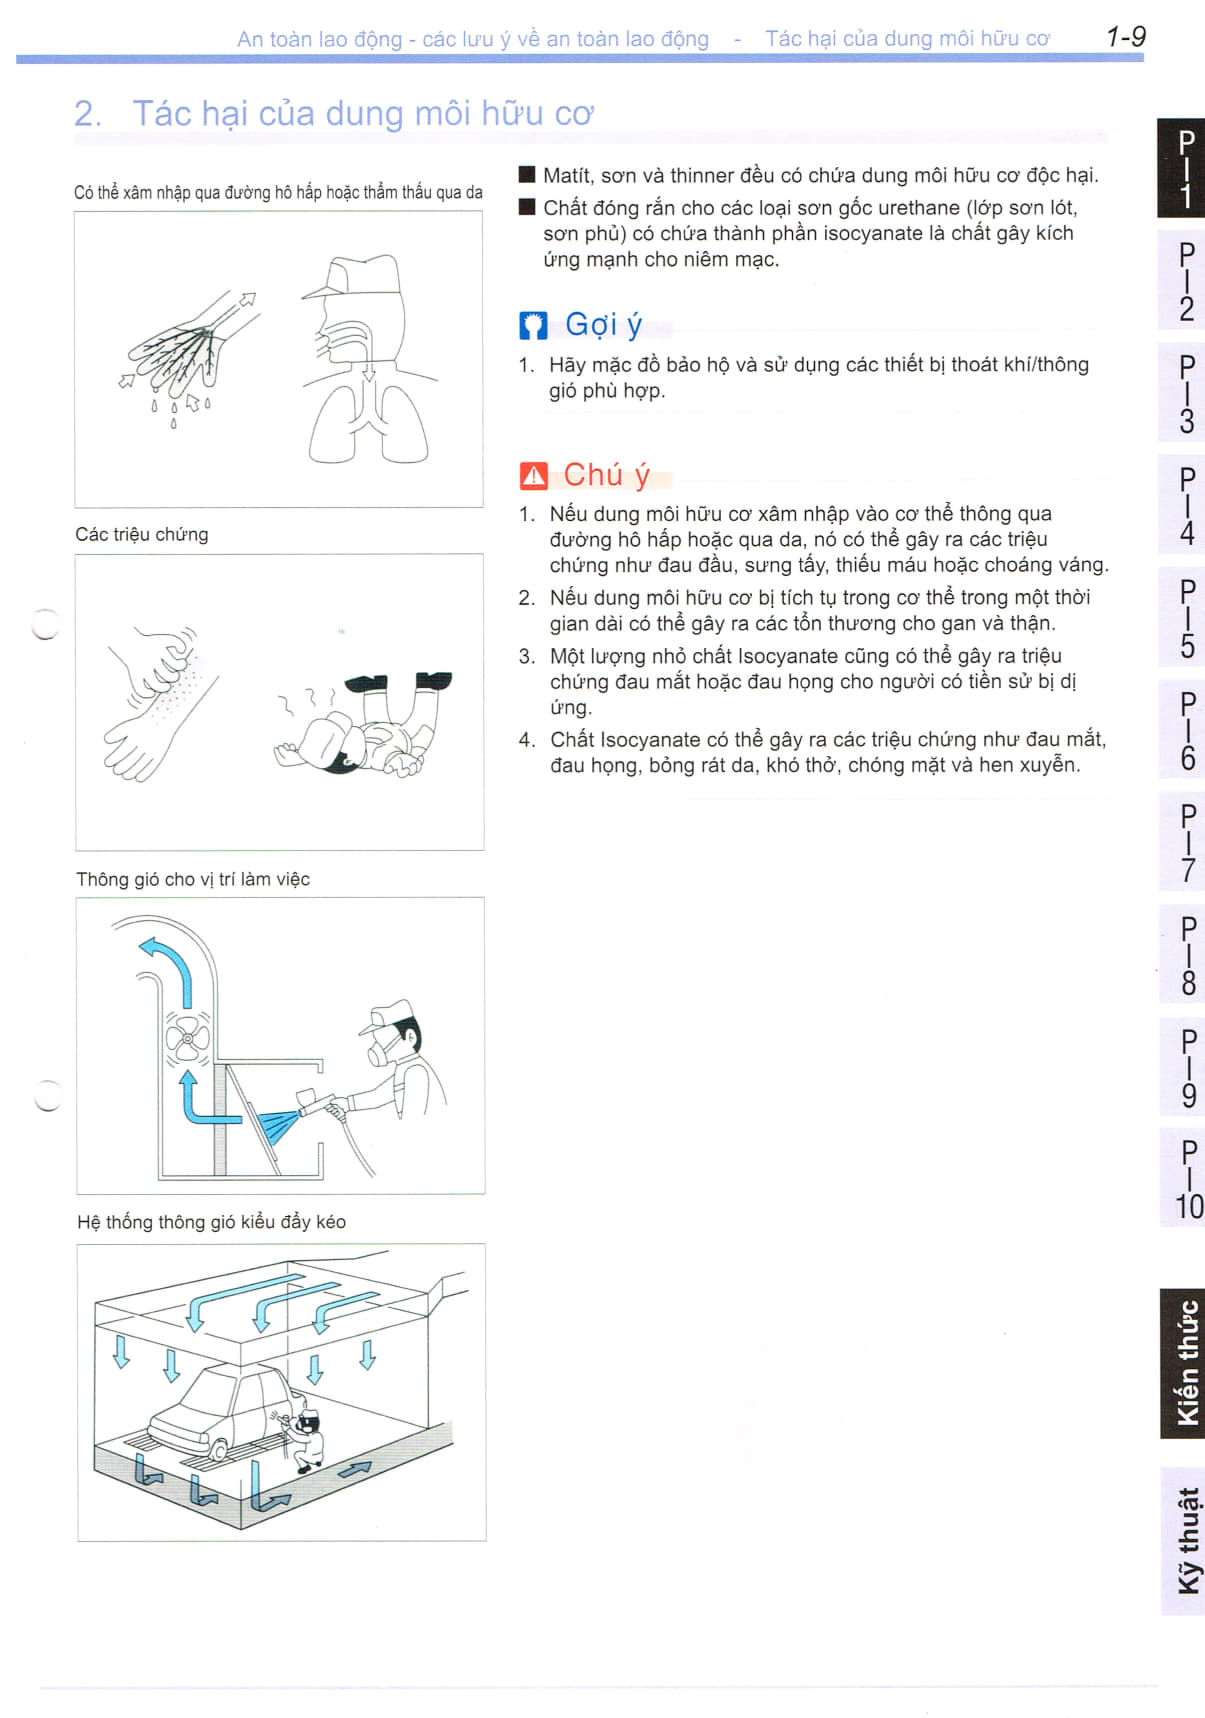 An toàn lao động - các lưu ý về an toàn lao động - Tác hại của dung môi hữu cơ 1-9
2. Tác hại của dung môi hữu cơ
Có thể xâm nhập qua đường hô hấp hoặc thẩm thấu qua da
Các triệu chứng
Thông gió cho vị trí làm việc
Hệ thống thông gió kiểu đẩy kéo
Matít, sơn và thinner đều có chứa dung môi hữu cơ độc hại.
Chất đóng rắn cho các loại sơn gốc urethane (lớp sơn lót,
sơn phủ) có chứa thành phần isocyanate là chất gây kích
ứng mạnh cho niêm mạc.
Gợi ý
1. Hãy mặc đồ bảo hộ và sử dụng các thiết bị thoát khí/thông
gió phù hợp.
Chú ý
1. Nếu dung môi hữu cơ xâm nhập vào cơ thể thông qua
đường hô hấp hoặc qua da, nó có thể gây ra các triệu
chứng như đau đầu, sưng tấy, thiếu máu hoặc choáng váng.
2. Nếu dung môi hữu cơ bị tích tụ trong cơ thể trong một thời
gian dài có thể gây ra các tổn thương cho gan và thận.
3. Một lượng nhỏ chất Isocyanate cũng có thể gây ra triệu
chứng đau mắt hoặc đau họng cho người có tiền sử bị dị
ứng.
4. Chất Isocyanate có thể gây ra các triệu chứng như đau mắt,
đau họng, bỏng rát da, khó thở, chóng mặt và hen xuyễn.
P-1
P-2
P-3
P-4
P-5
P-6
P-7
P-8
P-9
P-10
Kiến thức
Kỹ thuật